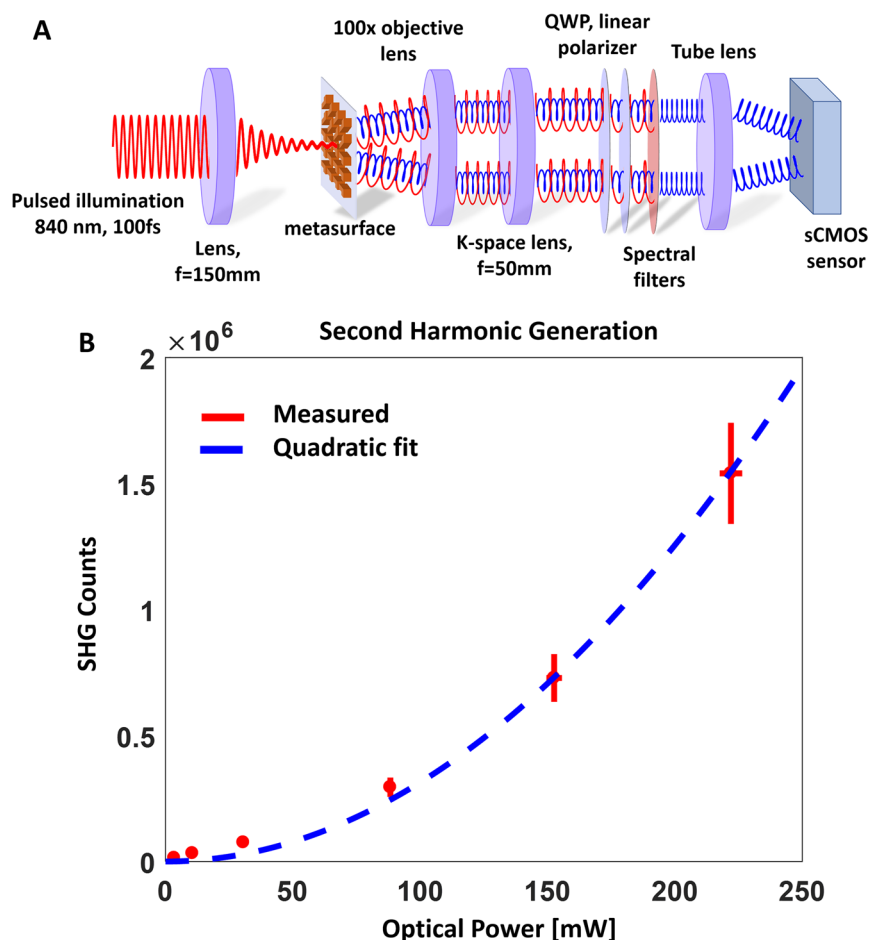 A
Pulsed illumination
840 nm, 100fs
Lens,
f=150mm
metasurface
100x objective
lens
K-space lens,
f=50mm
QWP, linear
polarizer
Spectral
filters
Tube lens
sCMOS
sensor
B
Second Harmonic Generation
×10⁶
Measured
Quadratic fit
2
1.5
1
0.5
0
SHG Counts
0 50 100 150 200 250
Optical Power [mW]